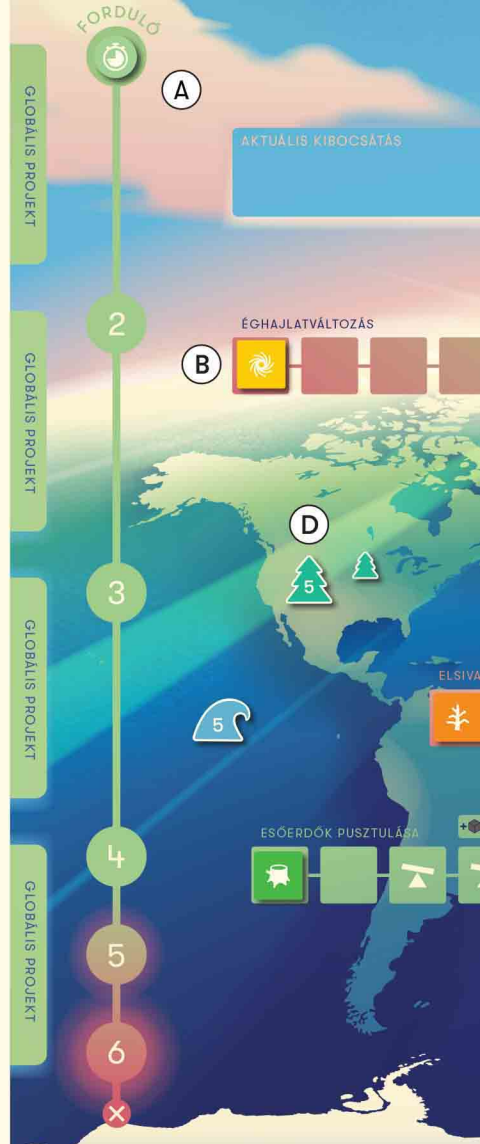 FORDULÓ
A
GLOBÁLIS PROJEKT
AKTUÁLIS KIBOCSÁTÁS
2
ÉGHAJLATVÁLTOZÁS
B
GLOBÁLIS PROJEKT
D
5
3
GLOBÁLIS PROJEKT
ELSIVA
5
+
ESŐERDŐK PUSZTULÁSA
4
GLOBÁLIS PROJEKT
5
6